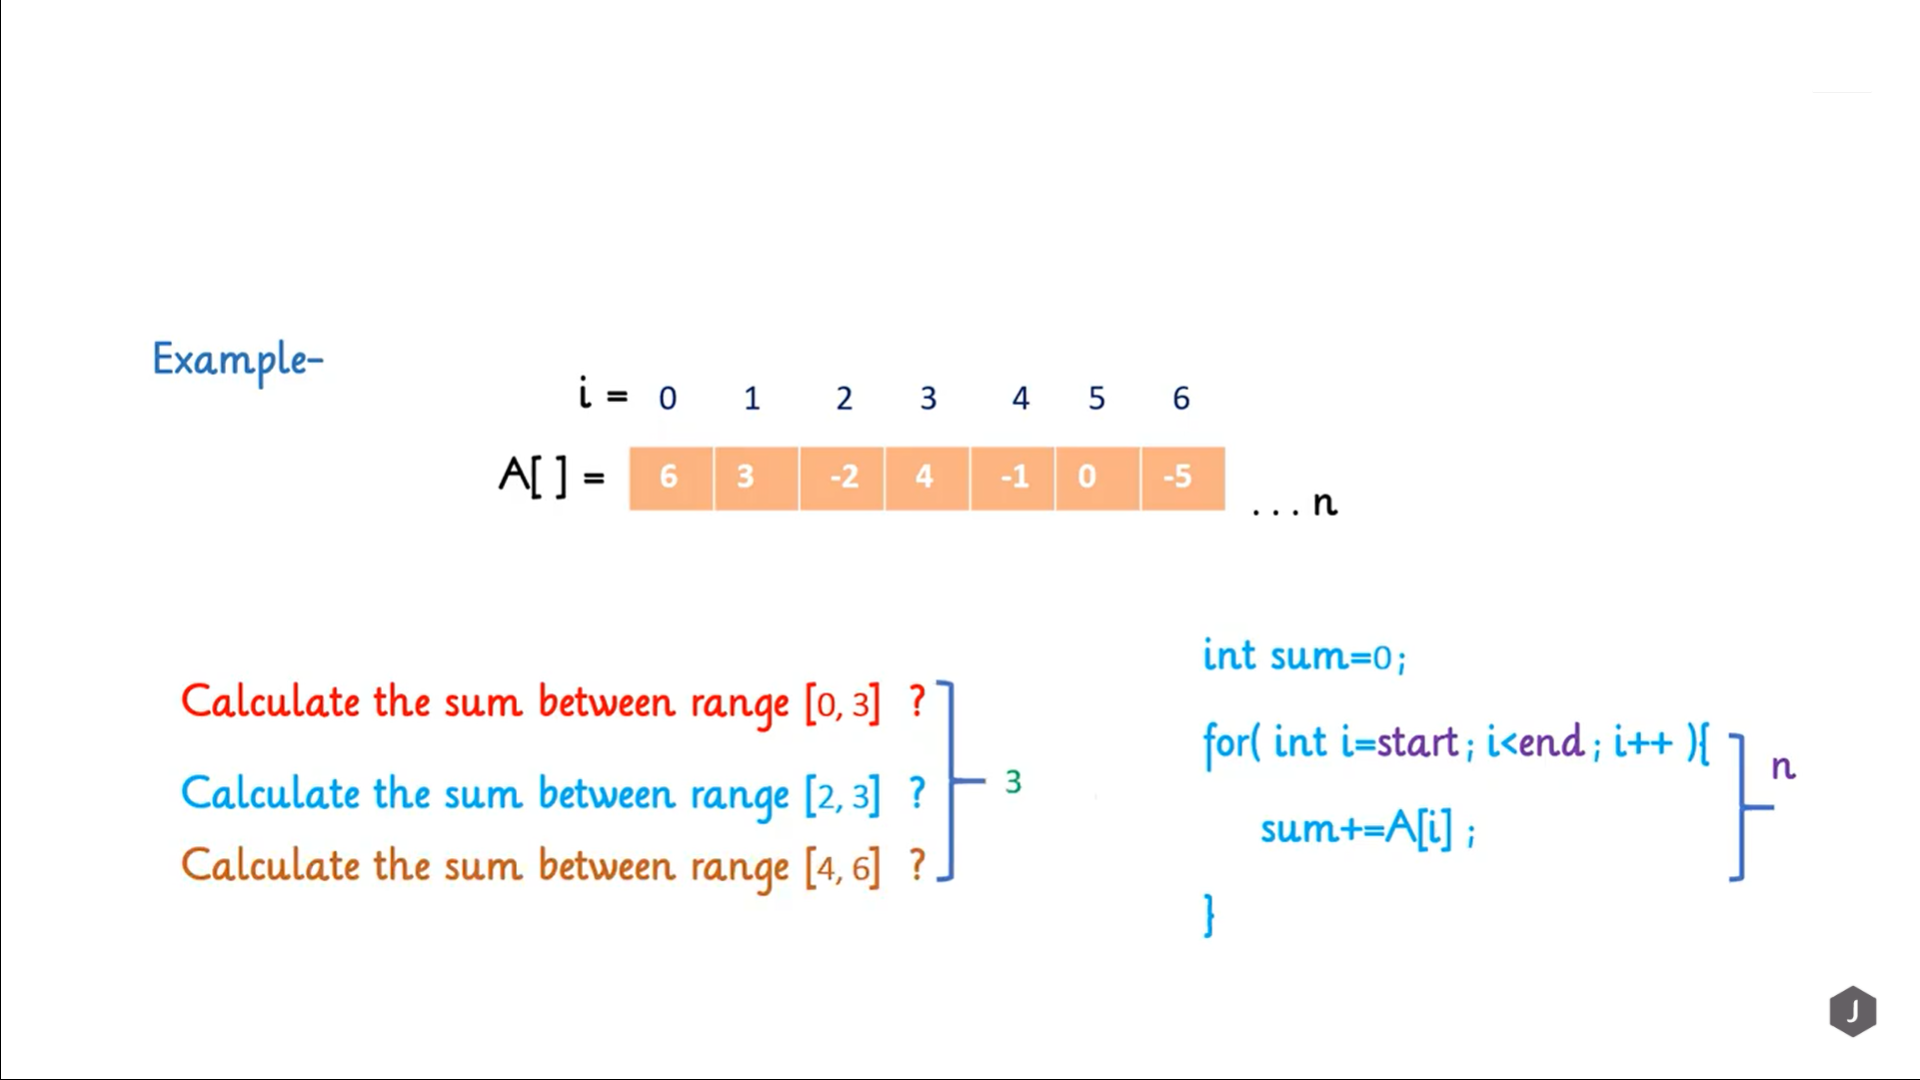 Example-
i = 0 1 2 3 4 5 6
A[ ] = 6 3 -2 4 -1 0 -5 ...n
Calculate the sum between range [0, 3] ?
Calculate the sum between range [2, 3] ?
Calculate the sum between range [4, 6] ?
3
int sum=0;
for( int i=start; i<end; i++ ){
sum+=A[i] ;
}
n
J